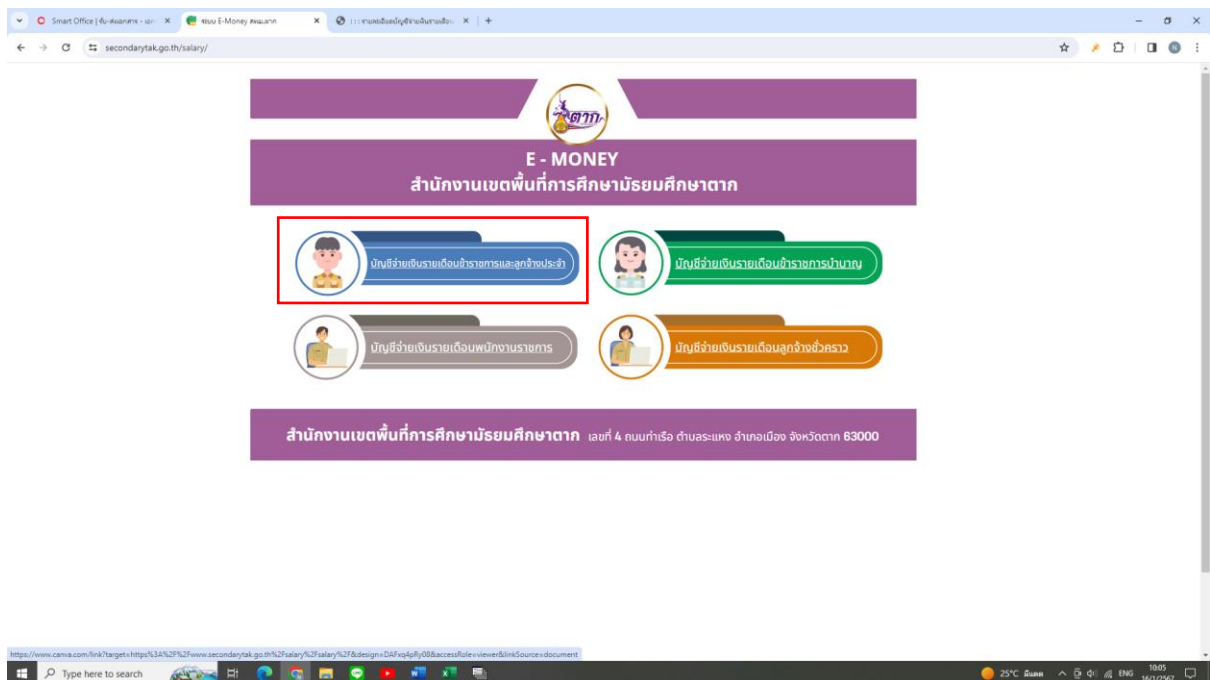 Smart Office | รับ-ส่งเอกสาร - เอก
ระบบ E-Money สพม.ตาก
secondarytak.go.th/salary/
N
ตาก
E - MONEY
สำนักงานเขตพื้นที่การศึกษามัธยมศึกษาตาก
บัญชีจ่ายเงินรายเดือนข้าราชการและลูกจ้างประจำ
บัญชีจ่ายเงินรายเดือนข้าราชการบำนาญ
บัญชีจ่ายเงินรายเดือนพนักงานราชการ
บัญชีจ่ายเงินรายเดือนลูกจ้างชั่วคราว
สำนักงานเขตพื้นที่การศึกษามัธยมศึกษาตาก เลขที่ 4 ถนนท่าเรือ ตำบลระแหง อำเภอเมือง จังหวัดตาก 63000
https://www.canva.com/link?target=https%3A%2F%2Fwww.secondarytak.go.th%2Fsalary%2Fsalary%2F&design=DAFxq4pRy08&accessRole=viewer&linkSource=document
Type here to search
25°C มีแดด
ENG
10:05
16/1/2567